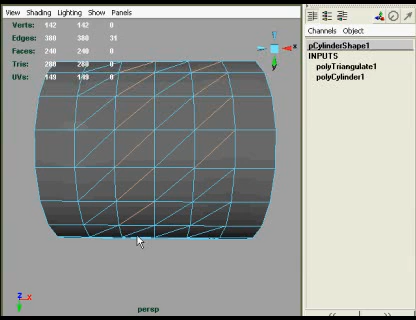 View Shading Lighting Show Panels
Verts: 142 142 0
Edges: 380 380 31
Faces: 240 240 0
Tris: 280 280 0
UVs: 149 149 0
x
y
Channels Object
pCylinderShape1
INPUTS
polyTriangulate1
polyCylinder1
Z X
persp
<< >>